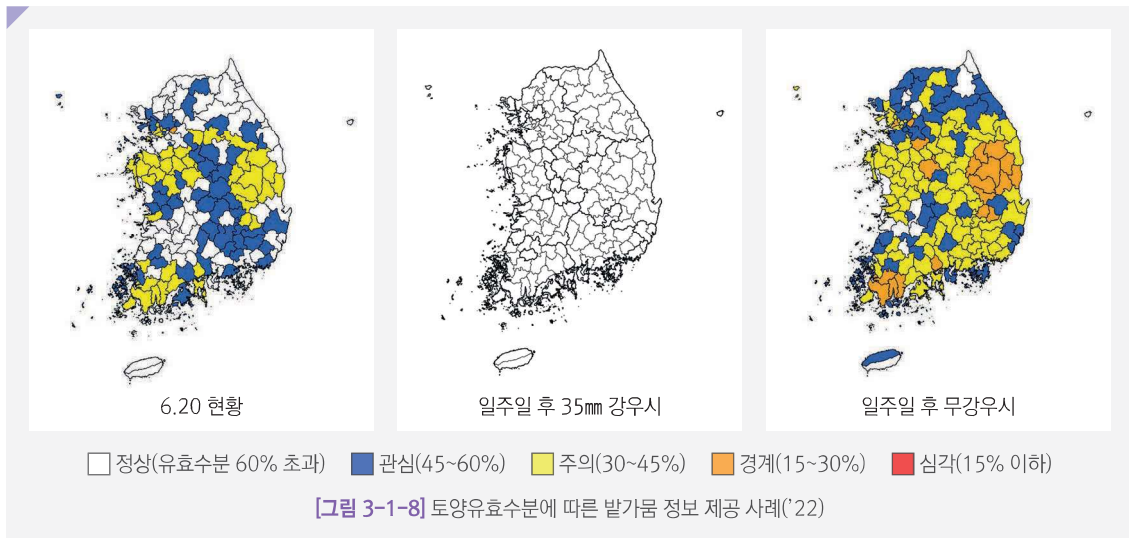 6.20 현황
일주일 후 35㎜ 강우시
일주일 후 무강우시
정상(유효수분 60% 초과)
관심(45~60%)
주의(30~45%)
경계(15~30%)
심각(15% 이하)
[그림 3-1-8] 토양유효수분에 따른 밭가뭄 정보 제공 사례(’22)